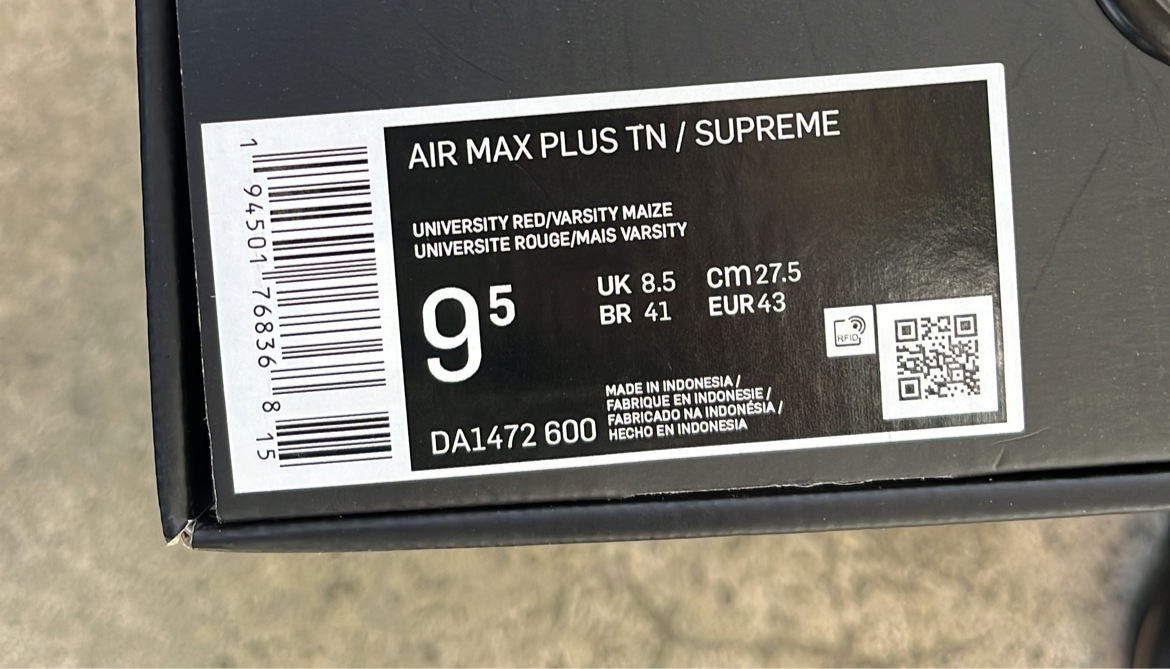 AIR MAX PLUS TN / SUPREME
UNIVERSITY RED/VARSITY MAIZE
UNIVERSITE ROUGE/MAIS VARSITY
9 5
UK 8.5 cm 27.5
BR 41 EUR 43
RFID
MADE IN INDONESIA /
FABRIQUE EN INDONESIE /
FABRICADO NA INDONÉSIA /
HECHO EN INDONESIA
DA1472 600
1 94501 76836 8 15